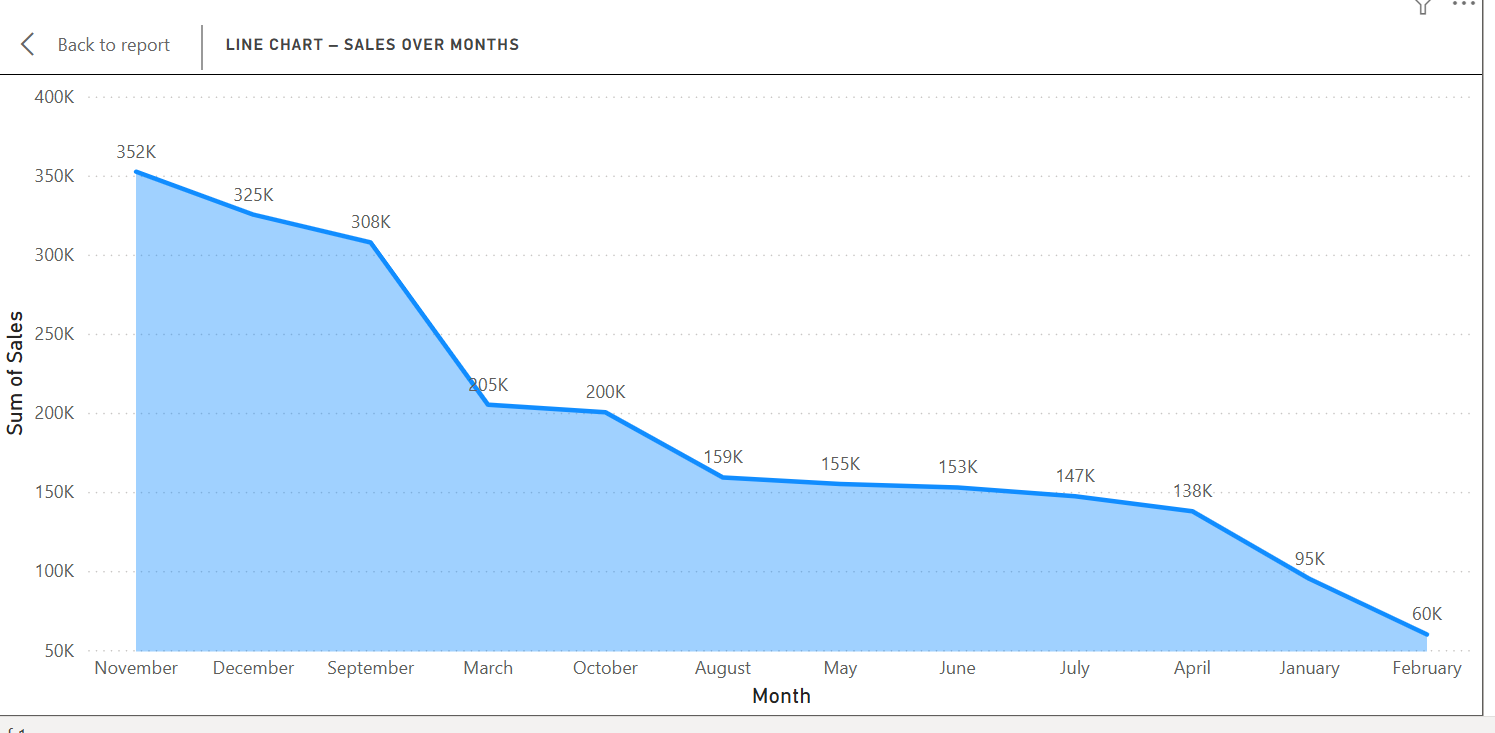 Back to report
LINE CHART – SALES OVER MONTHS
400K
350K
300K
250K
200K
150K
100K
50K
Sum of Sales
352K
325K
308K
205K
200K
159K
155K
153K
147K
138K
95K
60K
November December September March October August May June July April January February
Month